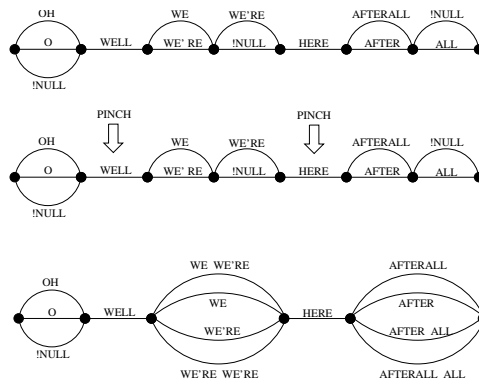 OH WE WE'RE AFTERALL !NULL
O WELL WE'RE !NULL HERE AFTER ALL
!NULL
PINCH PINCH
OH WE WE'RE AFTERALL !NULL
O WELL WE'RE !NULL HERE AFTER ALL
!NULL
WE WE'RE AFTERALL
OH WE AFTER
O WELL HERE
!NULL WE'RE AFTER ALL
WE'RE WE'RE AFTERALL ALL